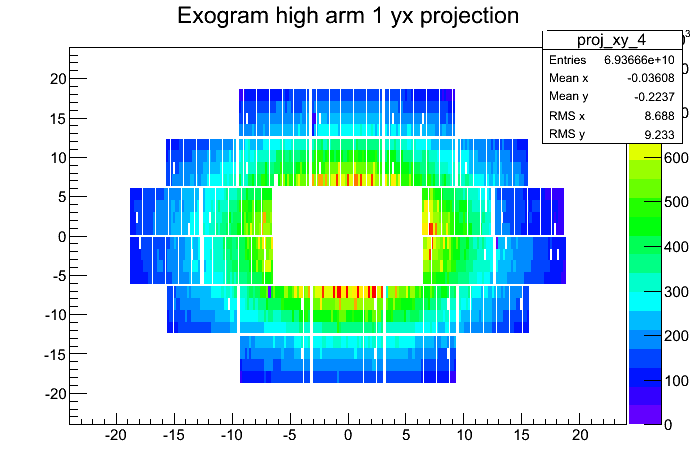 Exogram high arm 1 yx projection
proj_xy_4
Entries 6.93666e+10
Mean x -0.03608
Mean y -0.2237
RMS x 8.688
RMS y 9.233
20
15
10
5
0
-5
-10
-15
-20
-20 -15 -10 -5 0 5 10 15 20
600
500
400
300
200
100
0